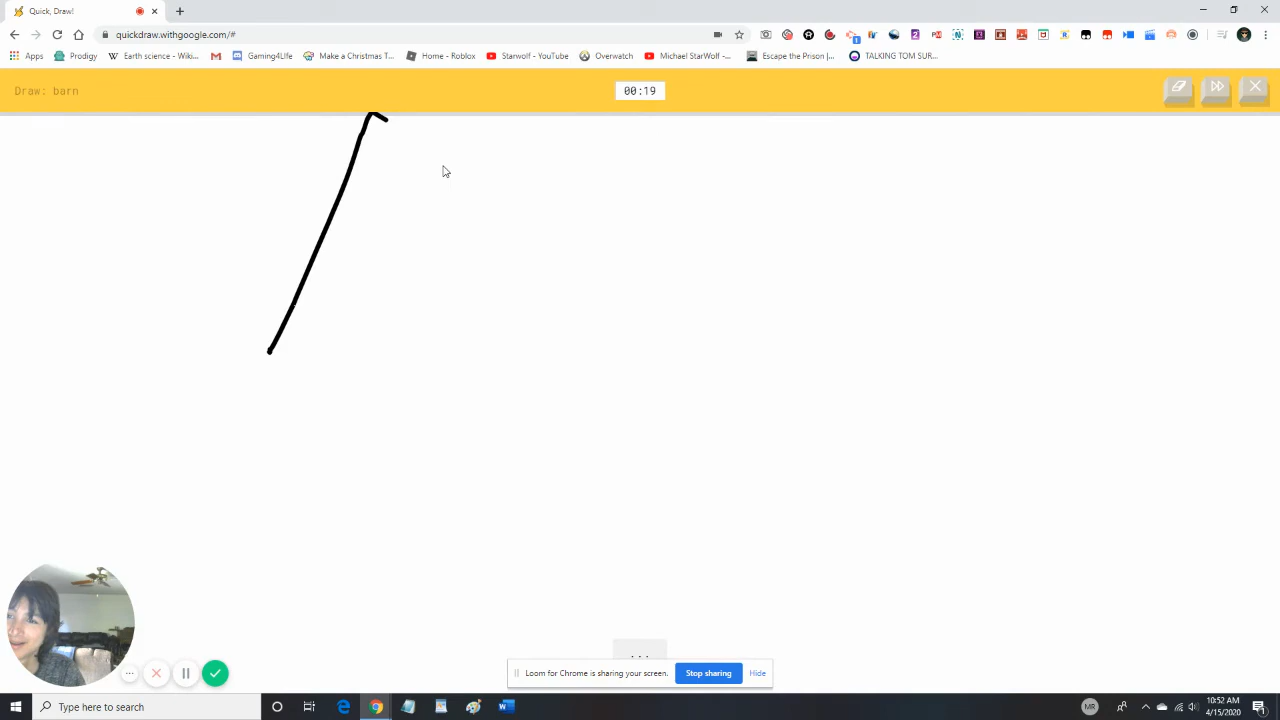 Quick, Draw!
quickdraw.withgoogle.com/#
Apps Prodigy Earth science - Wiki... Gaming4Life Make a Christmas T... Home - Roblox Starwolf - YouTube Overwatch Michael StarWolf -... Escape the Prison |... TALKING TOM SUR...
Draw: barn
00:19
...
Loom for Chrome is sharing your screen. Stop sharing Hide
Type here to search
MR
10:52 AM
4/15/2020